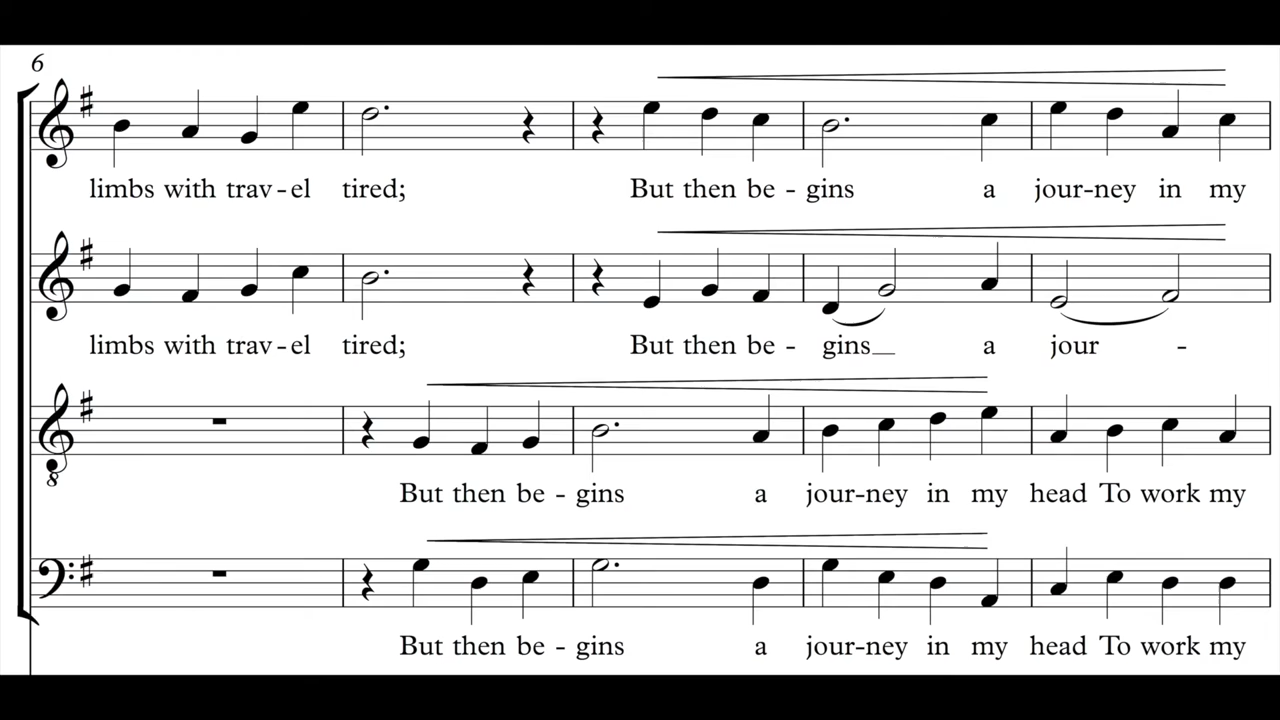 6
limbs with trav-el tired; But then be-gins a jour-ney in my
limbs with trav-el tired; But then be-gins_ a jour -
8
But then be-gins a jour-ney in my head To work my
But then be-gins a jour-ney in my head To work my